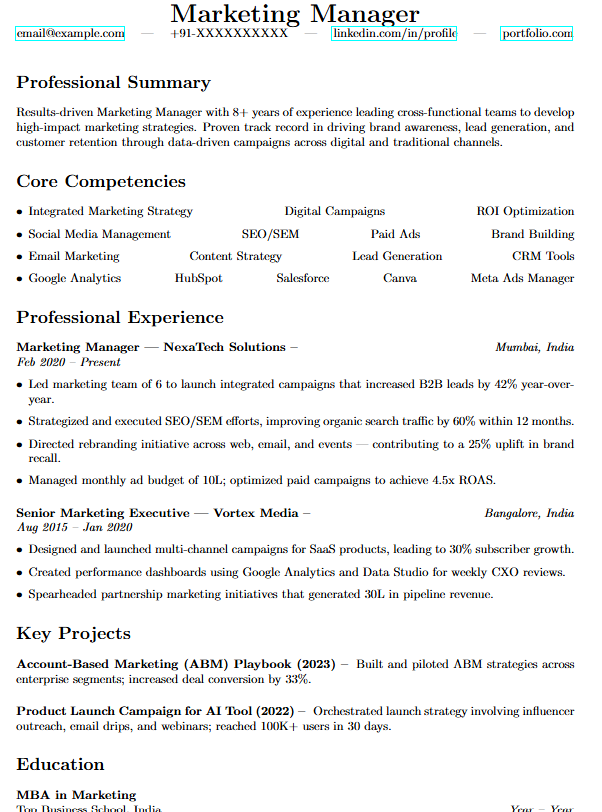 Marketing Manager
email@example.com — +91-XXXXXXXXXX — linkedin.com/in/profile — portfolio.com
Professional Summary
Results-driven Marketing Manager with 8+ years of experience leading cross-functional teams to develop
high-impact marketing strategies. Proven track record in driving brand awareness, lead generation, and
customer retention through data-driven campaigns across digital and traditional channels.
Core Competencies
• Integrated Marketing Strategy Digital Campaigns ROI Optimization
• Social Media Management SEO/SEM Paid Ads Brand Building
• Email Marketing Content Strategy Lead Generation CRM Tools
• Google Analytics HubSpot Salesforce Canva Meta Ads Manager
Professional Experience
Marketing Manager — NexaTech Solutions – Mumbai, India
Feb 2020 – Present
• Led marketing team of 6 to launch integrated campaigns that increased B2B leads by 42% year-over-
year.
• Strategized and executed SEO/SEM efforts, improving organic search traffic by 60% within 12 months.
• Directed rebranding initiative across web, email, and events — contributing to a 25% uplift in brand
recall.
• Managed monthly ad budget of 10L; optimized paid campaigns to achieve 4.5x ROAS.
Senior Marketing Executive — Vortex Media – Bangalore, India
Aug 2015 – Jan 2020
• Designed and launched multi-channel campaigns for SaaS products, leading to 30% subscriber growth.
• Created performance dashboards using Google Analytics and Data Studio for weekly CXO reviews.
• Spearheaded partnership marketing initiatives that generated 30L in pipeline revenue.
Key Projects
Account-Based Marketing (ABM) Playbook (2023) – Built and piloted ABM strategies across
enterprise segments; increased deal conversion by 33%.
Product Launch Campaign for AI Tool (2022) – Orchestrated launch strategy involving influencer
outreach, email drips, and webinars; reached 100K+ users in 30 days.
Education
MBA in Marketing
Top Business School, India Year – Year